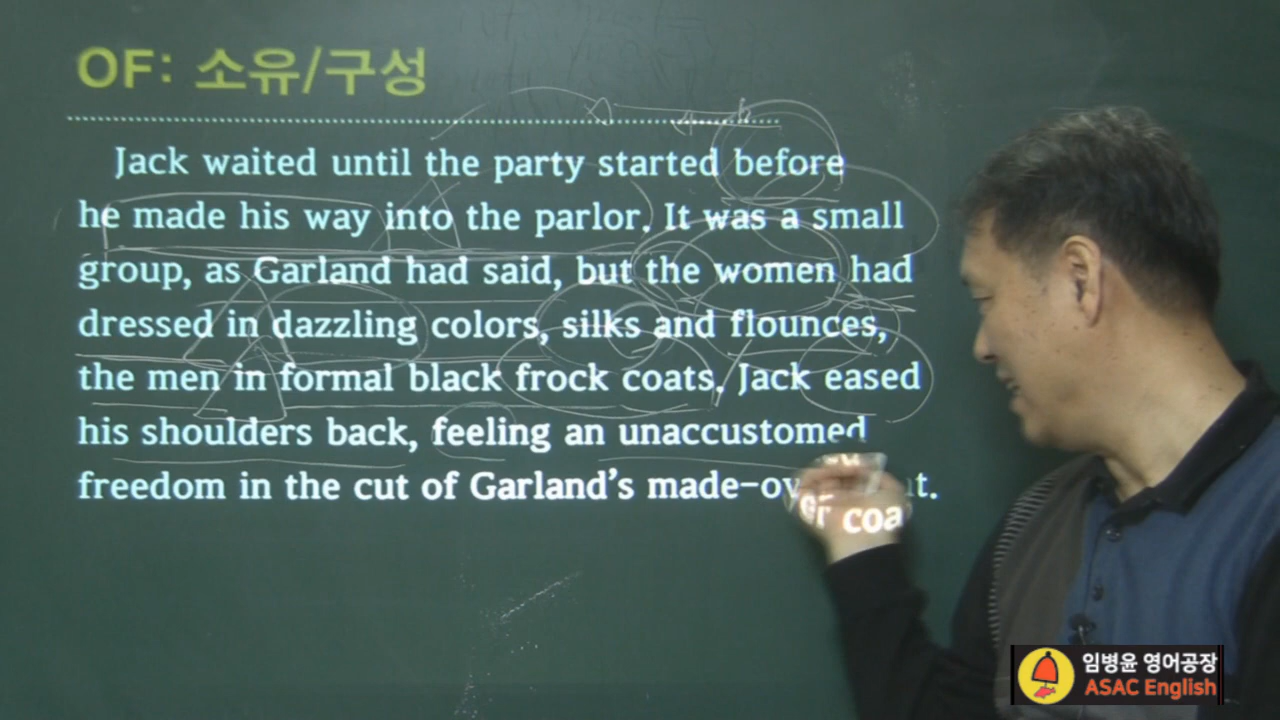 OF: 소유/구성
Jack waited until the party started before
he made his way into the parlor. It was a small
group, as Garland had said, but the women had
dressed in dazzling colors, silks and flounces,
the men in formal black frock coats. Jack eased
his shoulders back, feeling an unaccustomed
freedom in the cut of Garland's made-over coat.
임병윤 영어공장
ASAC English